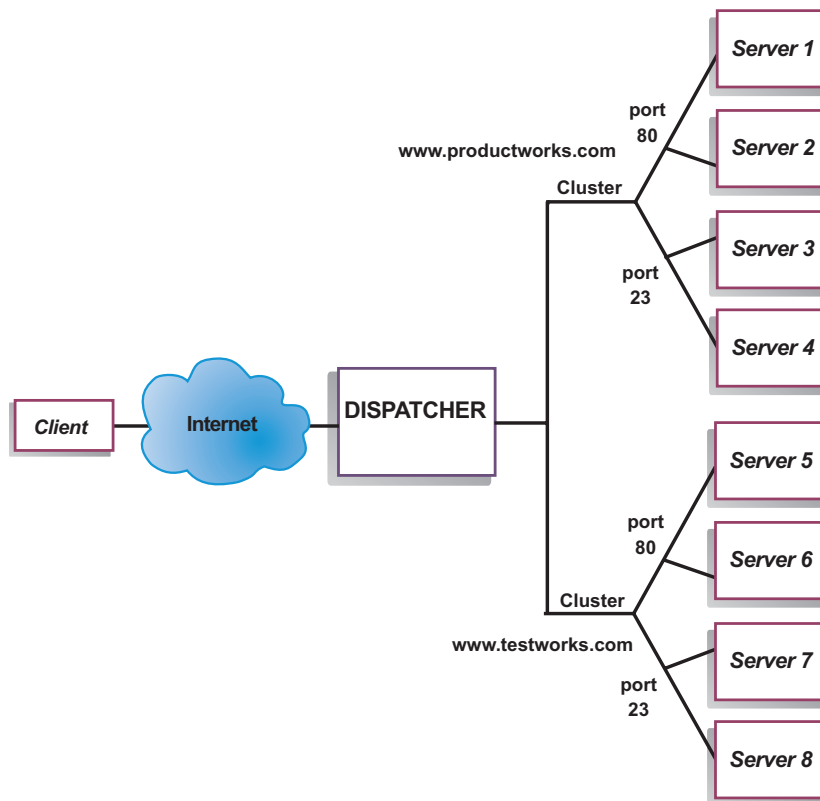 Server 1
port
80
Server 2
www.productworks.com
Cluster
Server 3
port
23
Server 4
Client
Internet
DISPATCHER
Server 5
port
80
Server 6
Cluster
www.testworks.com
Server 7
port
23
Server 8